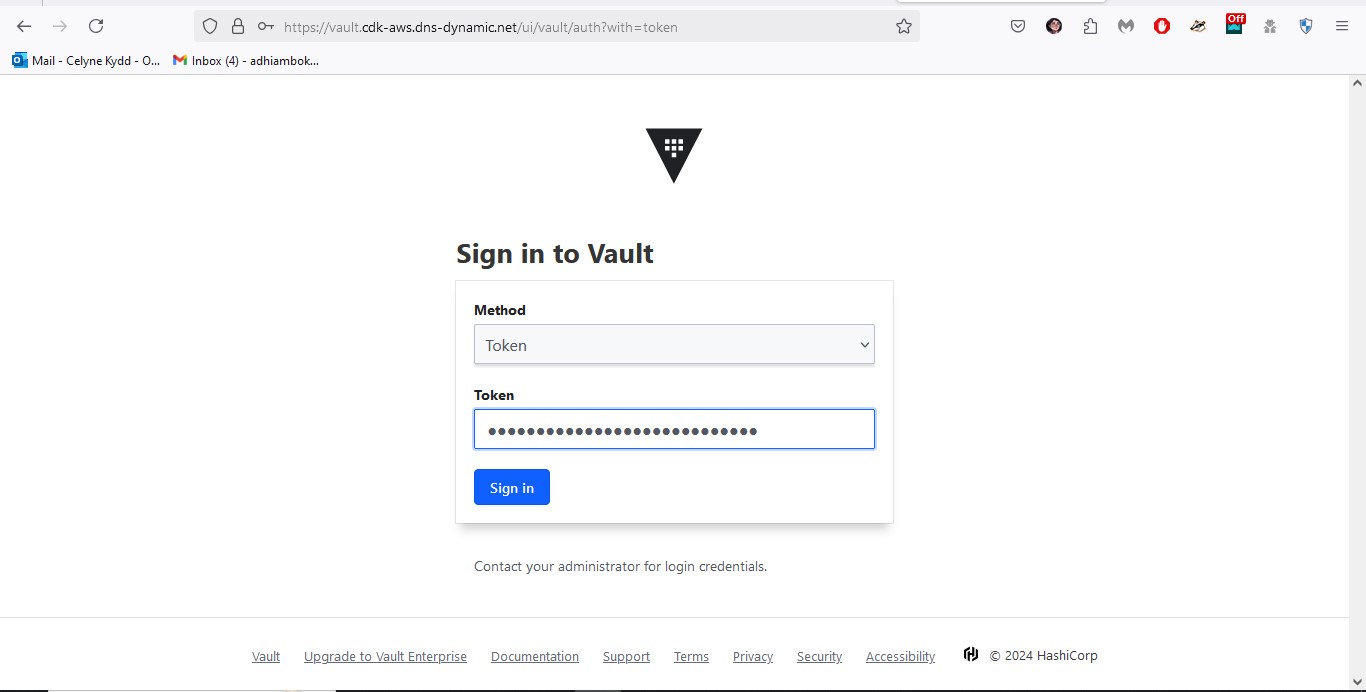 https://vault.cdk-aws.dns-dynamic.net/ui/vault/auth?with=token
Off
Mail - Celyne Kydd - O...
Inbox (4) - adhiambok...
Sign in to Vault
Method
Token
Token
Sign in
Contact your administrator for login credentials.
Vault Upgrade to Vault Enterprise Documentation Support Terms Privacy Security Accessibility © 2024 HashiCorp